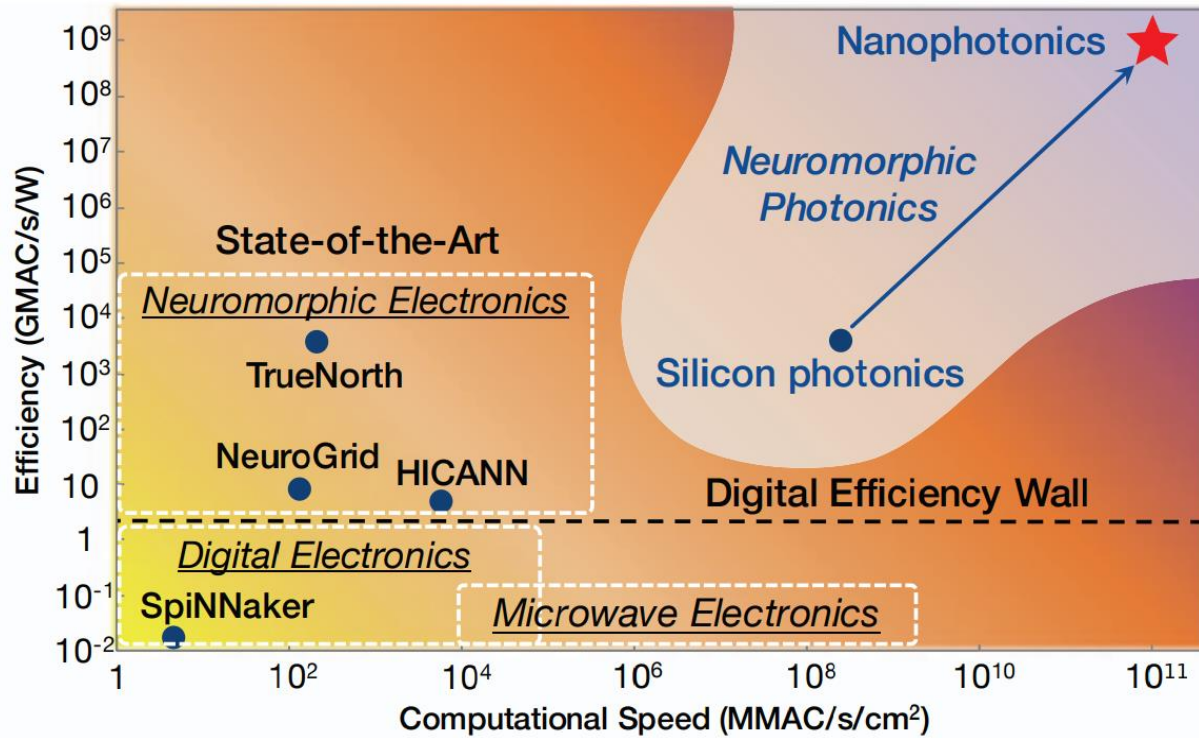 Efficiency (GMAC/s/W)
10⁹
10⁸
10⁷
10⁶
10⁵
10⁴
10³
10²
10
1
10⁻¹
10⁻²
Nanophotonics
Neuromorphic
Photonics
State-of-the-Art
Neuromorphic Electronics
TrueNorth
Silicon photonics
NeuroGrid
HICANN
Digital Efficiency Wall
Digital Electronics
SpiNNaker
Microwave Electronics
1
10²
10⁴
10⁶
10⁸
10¹⁰
10¹¹
Computational Speed (MMAC/s/cm²)